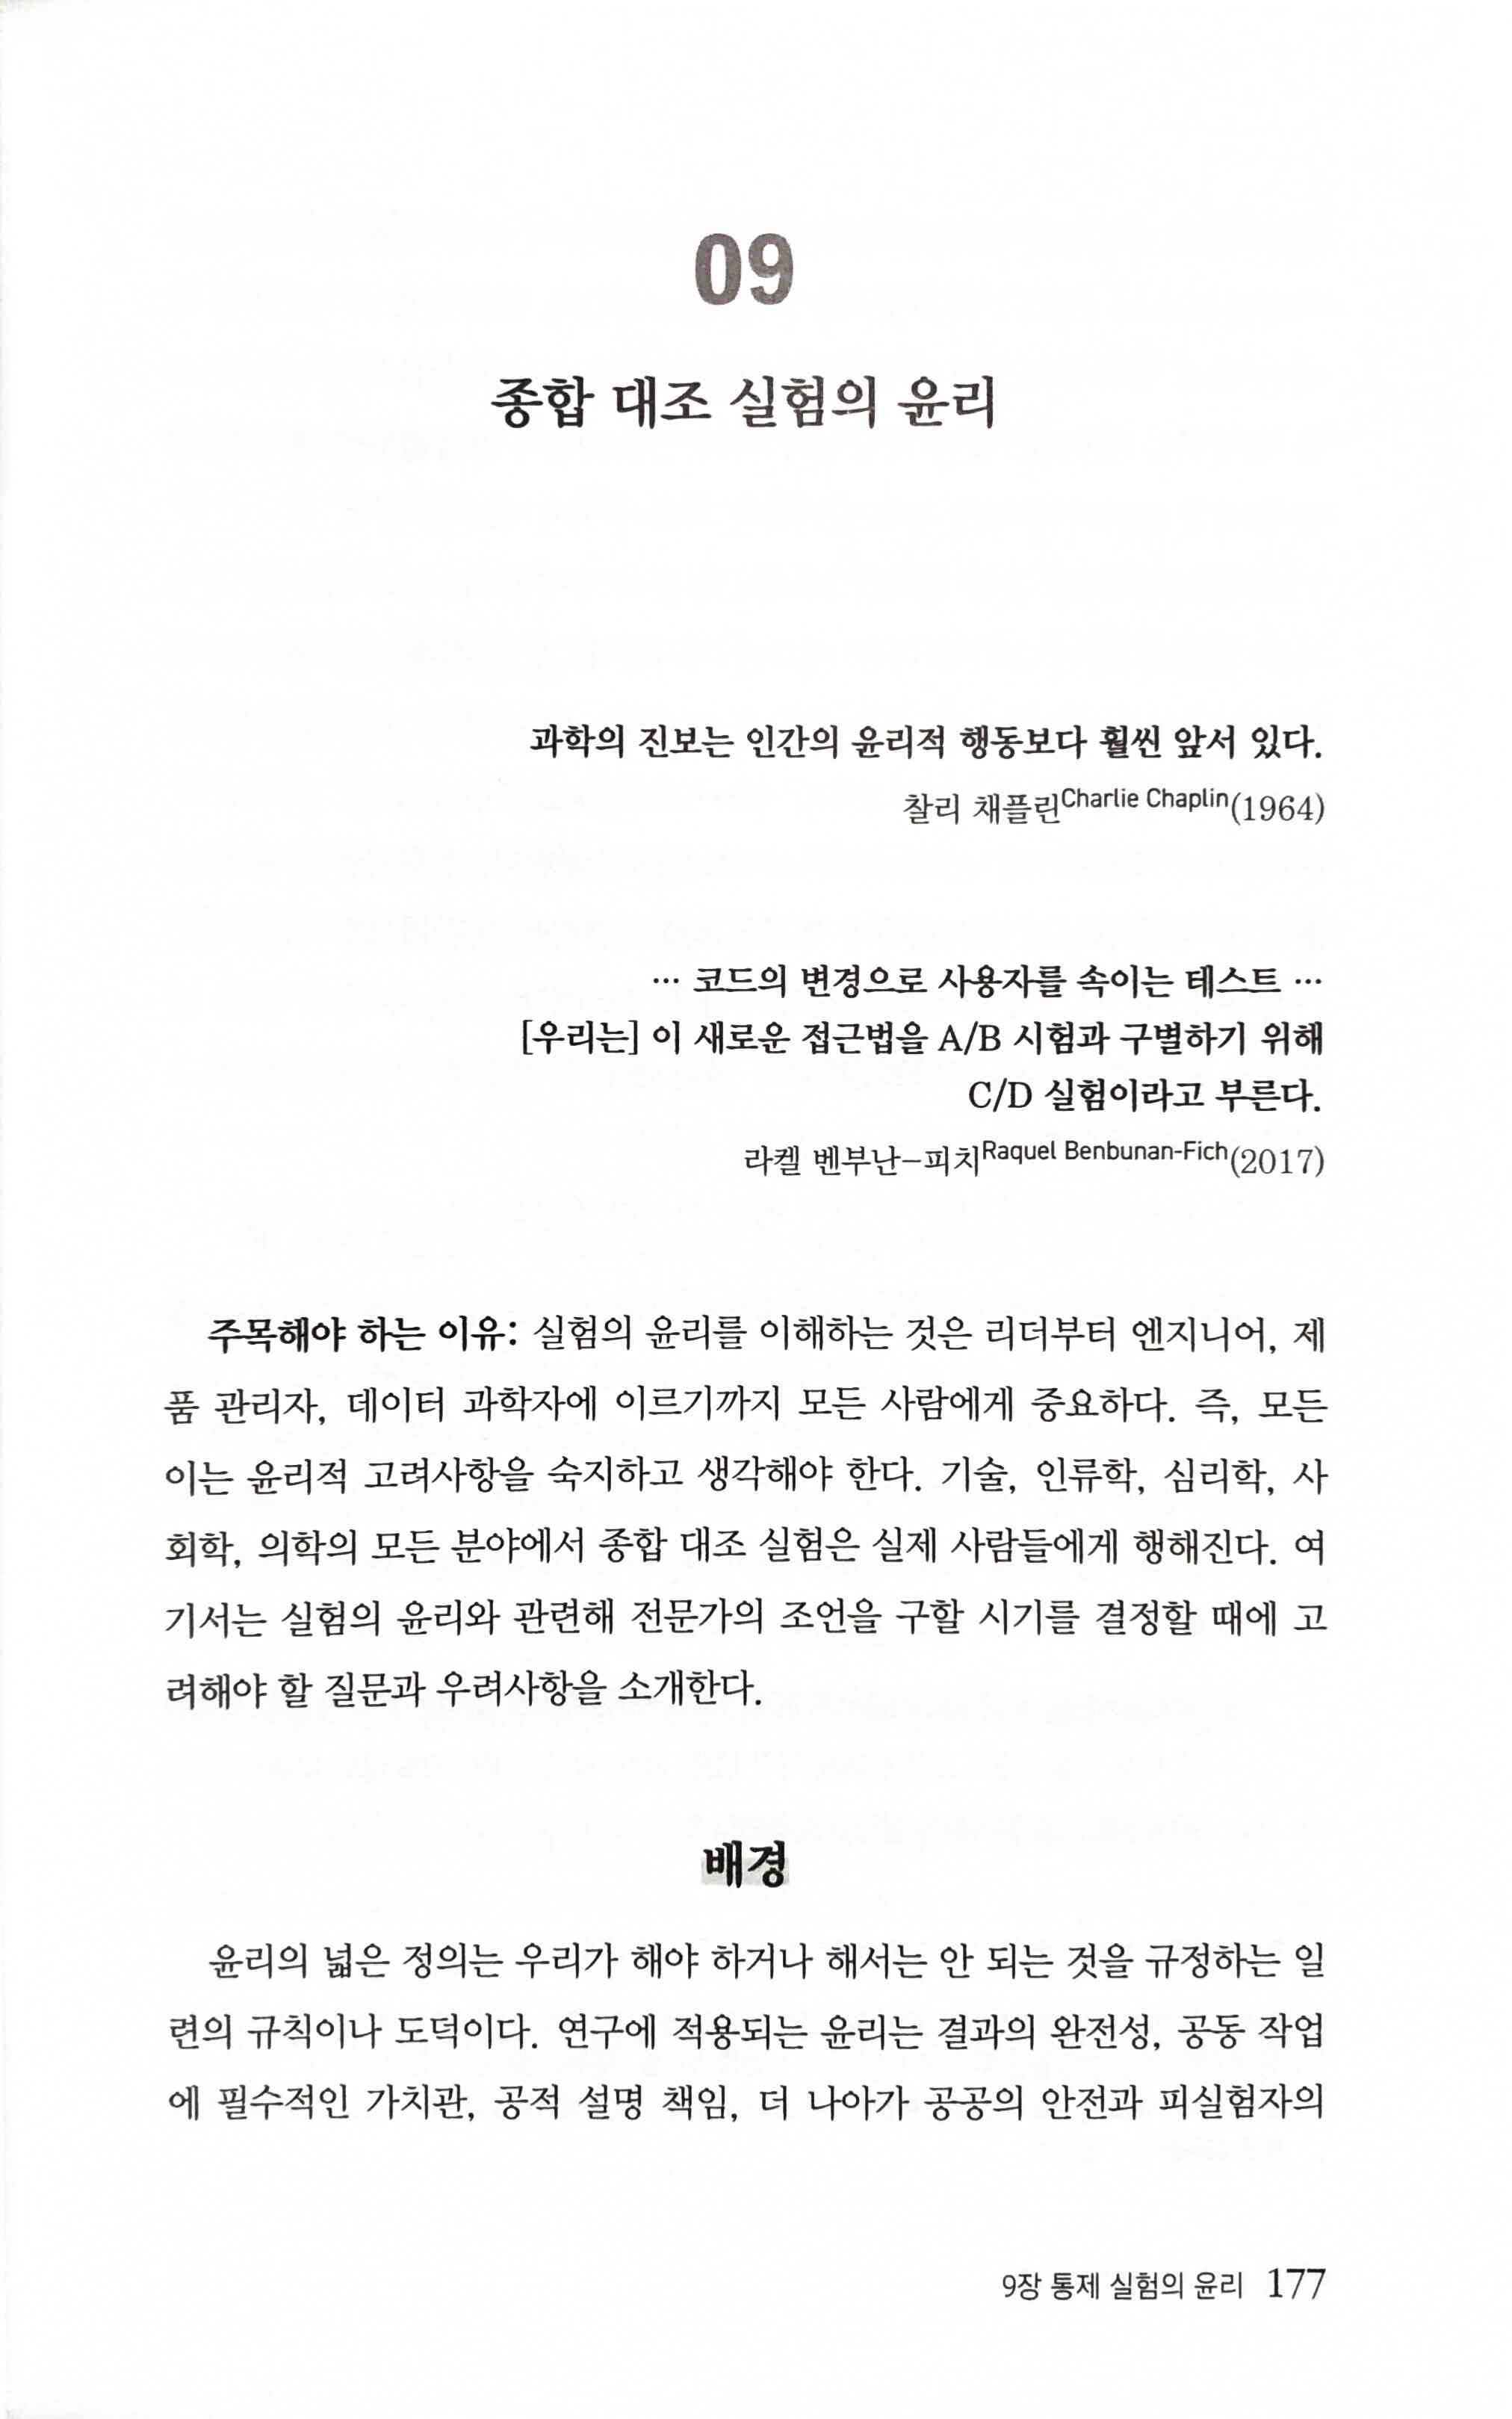 09
종합 대조 실험의 윤리
과학의 진보는 인간의 윤리적 행동보다 훨씬 앞서 있다.
찰리 채플린Charlie Chaplin(1964)
… 코드의 변경으로 사용자를 속이는 테스트 …
[우리는] 이 새로운 접근법을 A/B 시험과 구별하기 위해
C/D 실험이라고 부른다.
라켈 벤부난-피치Raquel Benbunan-Fich(2017)
주목해야 하는 이유: 실험의 윤리를 이해하는 것은 리더부터 엔지니어, 제
품 관리자, 데이터 과학자에 이르기까지 모든 사람에게 중요하다. 즉, 모든
이는 윤리적 고려사항을 숙지하고 생각해야 한다. 기술, 인류학, 심리학, 사
회학, 의학의 모든 분야에서 종합 대조 실험은 실제 사람들에게 행해진다. 여
기서는 실험의 윤리와 관련해 전문가의 조언을 구할 시기를 결정할 때에 고
려해야 할 질문과 우려사항을 소개한다.
배경
윤리의 넓은 정의는 우리가 해야 하거나 해서는 안 되는 것을 규정하는 일
련의 규칙이나 도덕이다. 연구에 적용되는 윤리는 결과의 완전성, 공동 작업
에 필수적인 가치관, 공적 설명 책임, 더 나아가 공공의 안전과 피실험자의
9장 통제 실험의 윤리 177